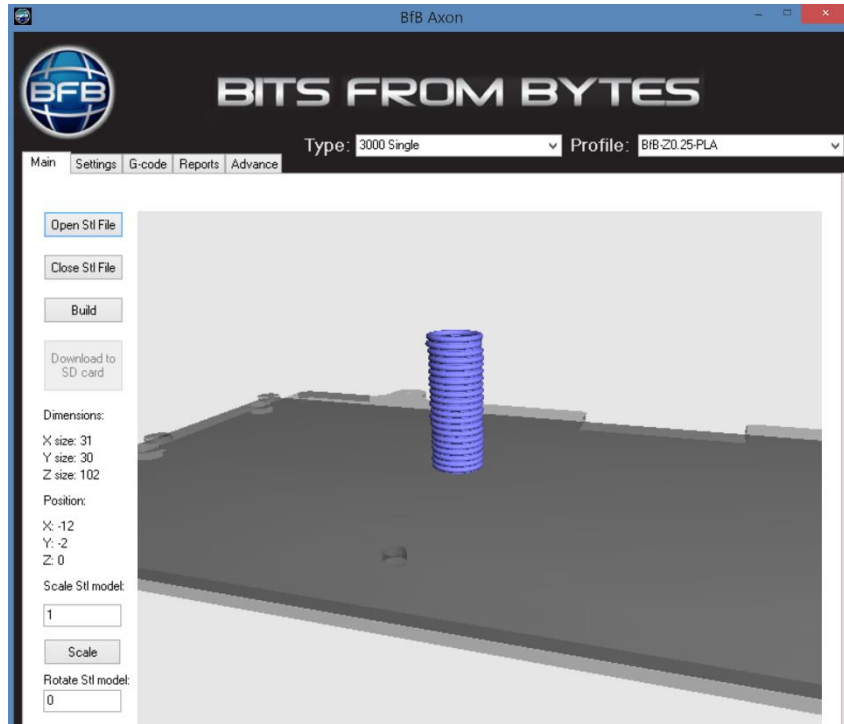 BfB Axon
BFB
BITS FROM BYTES
Type: 3000 Single Profile: BfB-Z0.25-PLA
Main Settings G-code Reports Advance
Open Stl File
Close Stl File
Build
Download to
SD card
Dimensions:
X size: 31
Y size: 30
Z size: 102
Position:
X: -12
Y: -2
Z: 0
Scale Stl model:
1
Scale
Rotate Stl model:
0